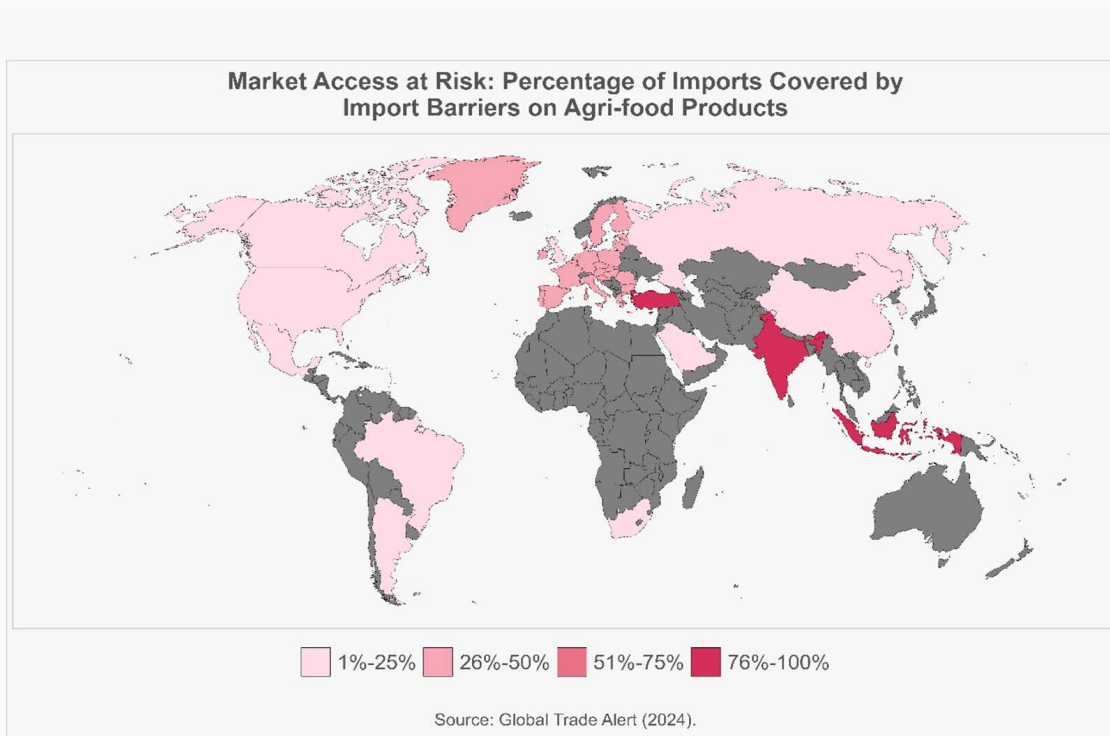 Market Access at Risk: Percentage of Imports Covered by
Import Barriers on Agri-food Products
1%-25% 26%-50% 51%-75% 76%-100%
Source: Global Trade Alert (2024).